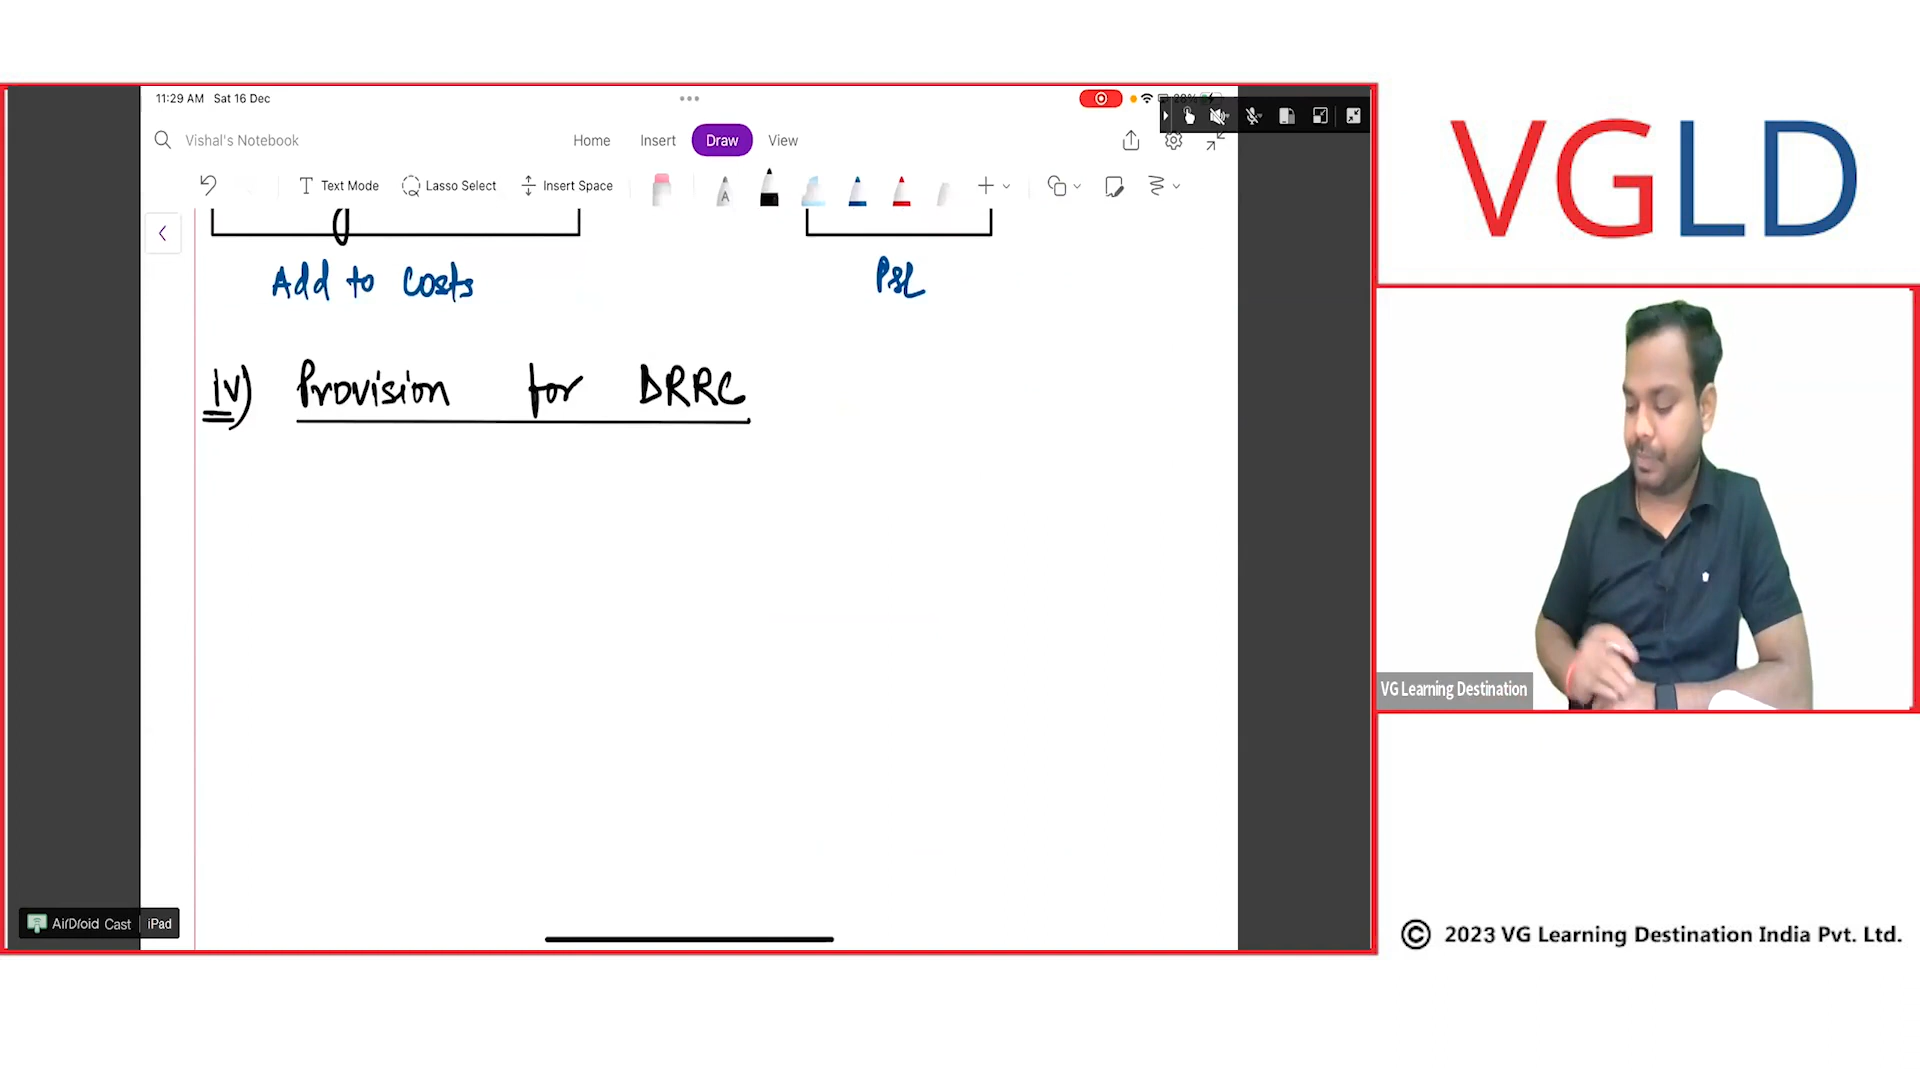 11:29 AM Sat 16 Dec
VGLD
Vishal's Notebook
Home Insert Draw View
Text Mode Lasso Select Insert Space
A
Add to Costs
P&L
iv) Provision for DRRC
VG Learning Destination
AirDroid Cast iPad
© 2023 VG Learning Destination India Pvt. Ltd.